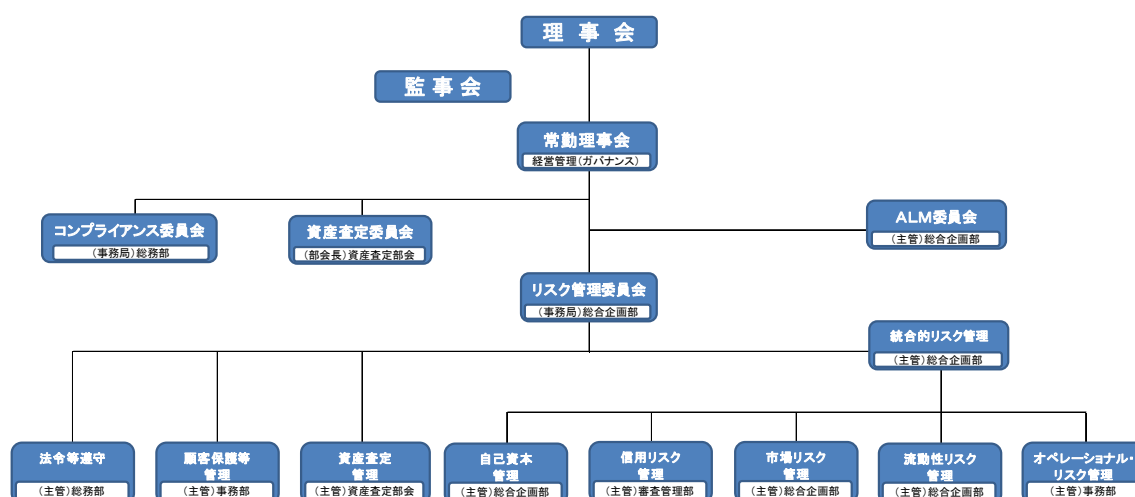 理 事 会
監 事 会
常勤理事会
経営管理(ガバナンス)
コンプライアンス委員会
(事務局)総務部
資産査定委員会
(部会長)資産査定部会
ALM委員会
(主管)総合企画部
リスク管理委員会
(事務局)総合企画部
統合的リスク管理
(主管)総合企画部
法令等遵守
(主管)総務部
顧客保護等
管理
(主管)事務部
資産査定
管理
(主管)資産査定部会
自己資本
管理
(主管)総合企画部
信用リスク
管理
(主管)審査管理部
市場リスク
管理
(主管)総合企画部
流動性リスク
管理
(主管)総合企画部
オペレーショナル・
リスク管理
(主管)事務部